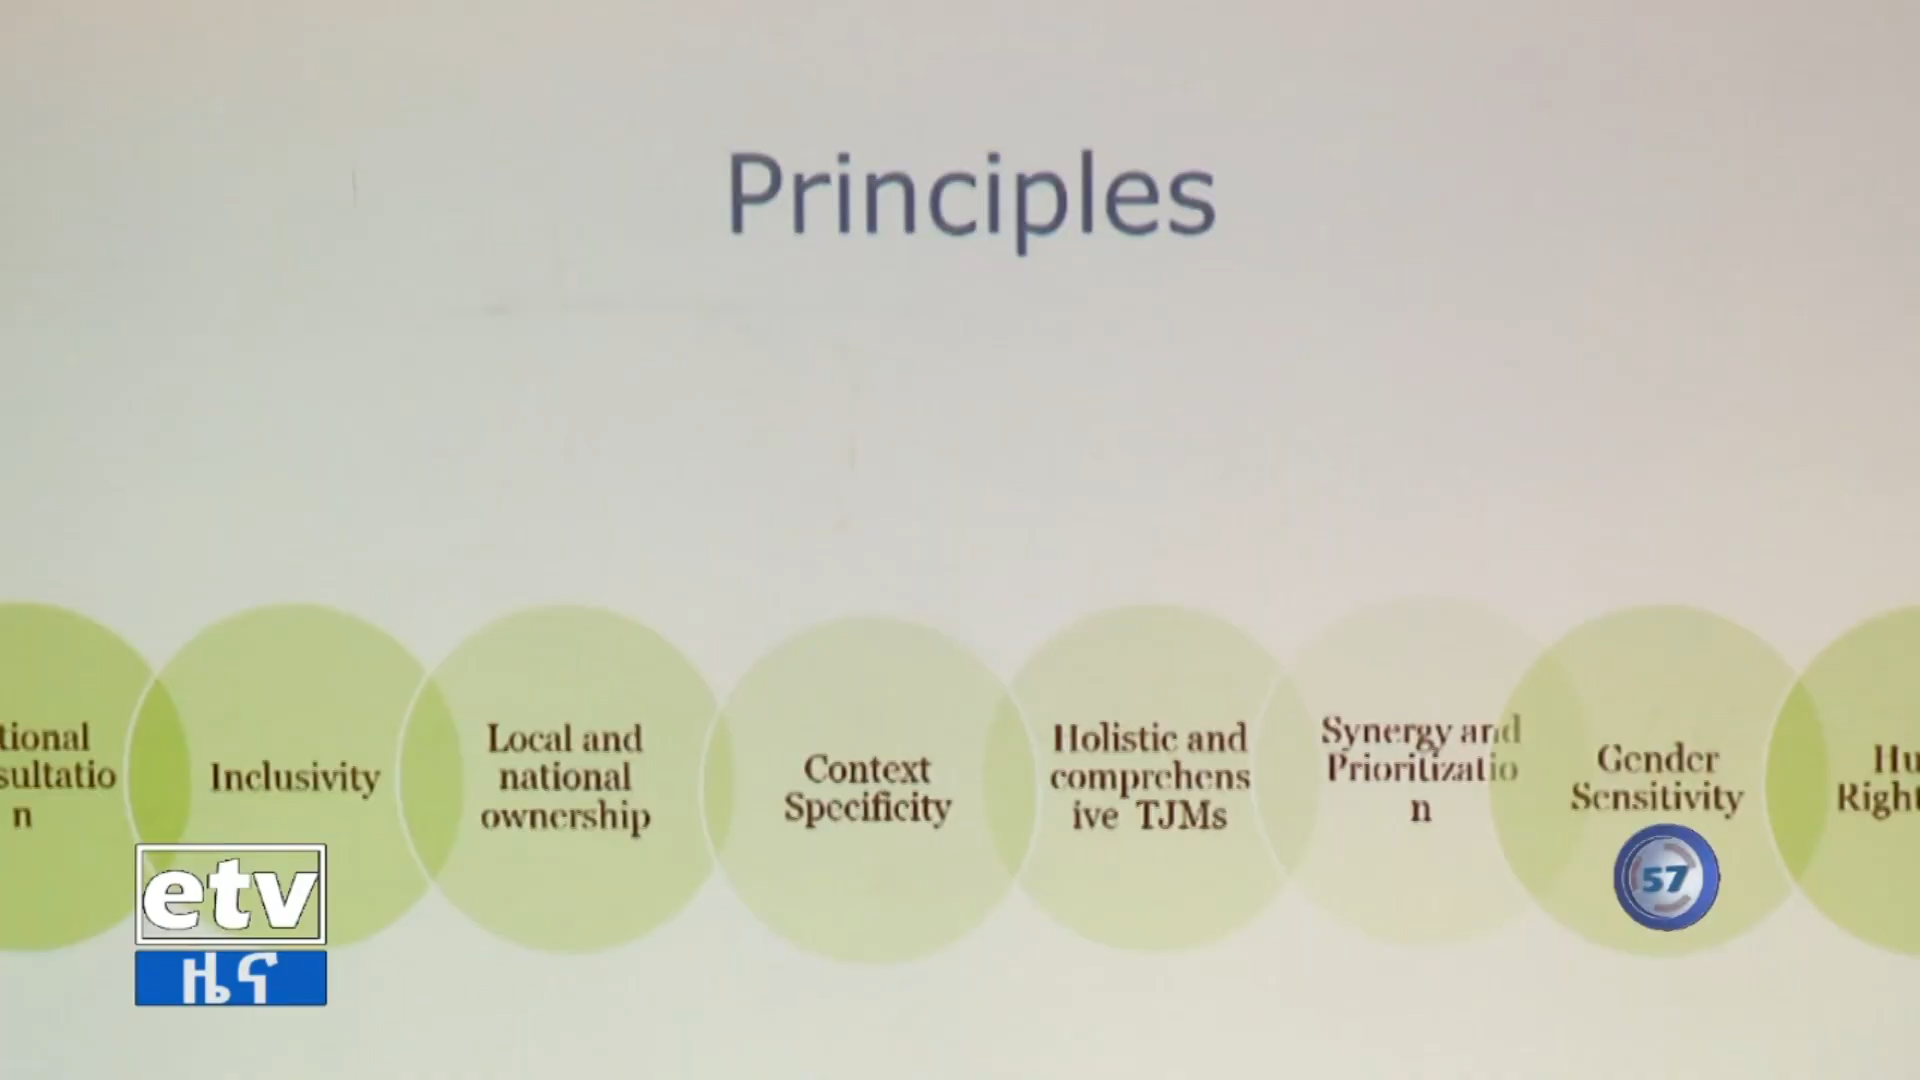 Principles
tional
sultatio
n
Inclusivity
Local and
national
ownership
Context
Specificity
Holistic and
comprehens
ive TJMs
Synergy and
Prioritizatio
n
Gender
Sensitivity
Hu
Right
etv
ዜና
57